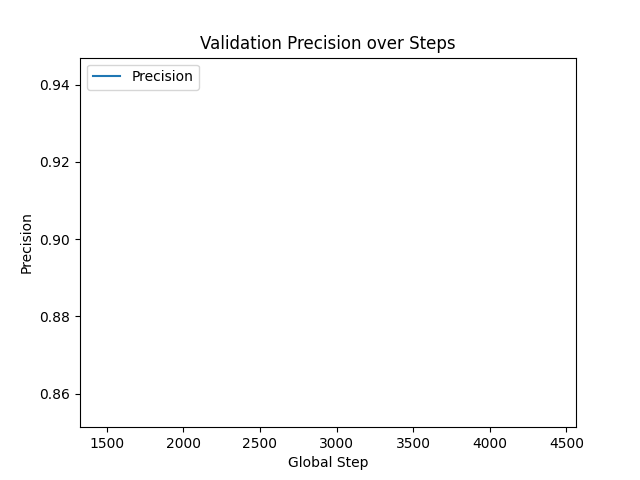 Validation Precision over Steps
Precision
0.94
0.92
0.90
0.88
0.86
Precision
1500 2000 2500 3000 3500 4000 4500
Global Step